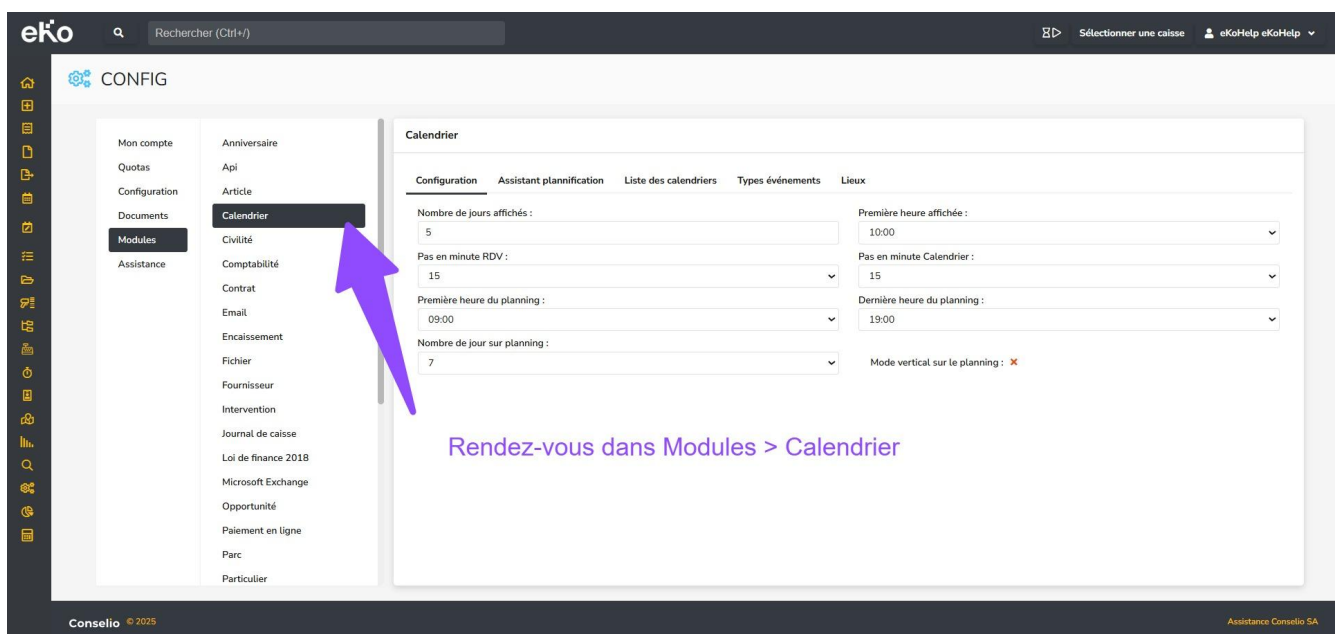 eko
Rechercher (Ctrl+/)
Sélectionner une caisse
eKoHelp eKoHelp
CONFIG
Mon compte
Quotas
Configuration
Documents
Modules
Assistance
Anniversaire
Api
Article
Calendrier
Civilité
Comptabilité
Contrat
Email
Encaissement
Fichier
Fournisseur
Intervention
Journal de caisse
Loi de finance 2018
Microsoft Exchange
Opportunité
Paiement en ligne
Parc
Particulier
Calendrier
Configuration Assistant plannification Liste des calendriers Types événements Lieux
Nombre de jours affichés :
5
Première heure affichée :
10:00
Pas en minute RDV :
15
Pas en minute Calendrier :
15
Première heure du planning :
09:00
Dernière heure du planning :
19:00
Nombre de jour sur planning :
7
Mode vertical sur le planning :
Rendez-vous dans Modules > Calendrier
Conselio © 2025
Assistance Conselio SA